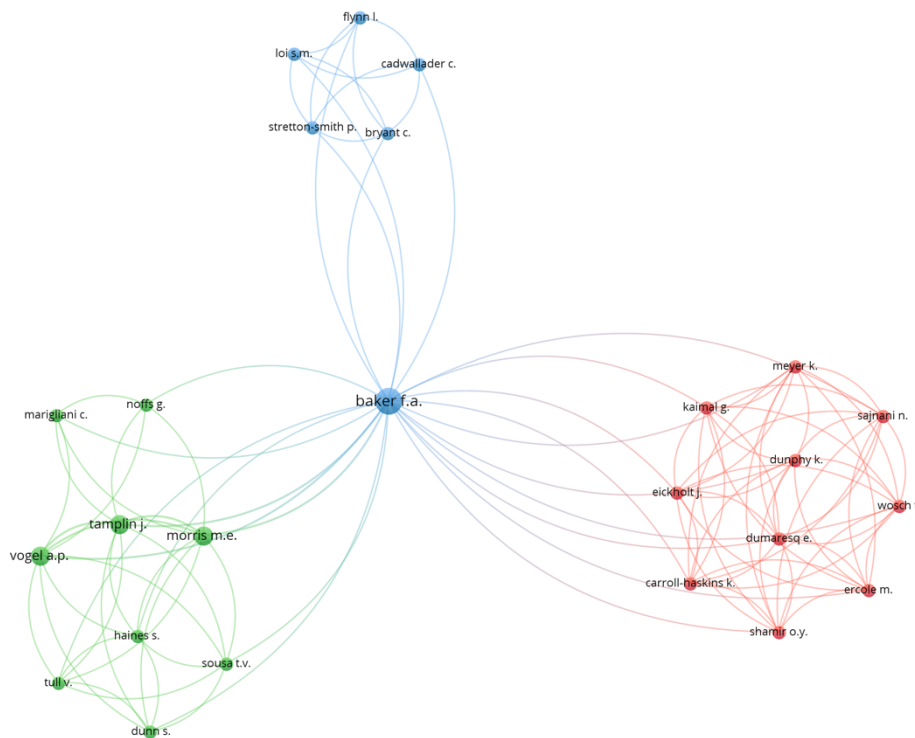 flynn l.
loi s.m.
cadwallader c.
stretton-smith p.
bryant c.
baker f.a.
meyer k.
noffs g.
kaimal g.
marigliani c.
sajnani n.
dunphy k.
eickholt j.
wosch
tamplin j.
morris m.e.
dumaresq e.
vogel a.p.
carroll-haskins k.
ercole m.
shamir o.y.
haines s.
sousa t.v.
tull v.
dunn s.